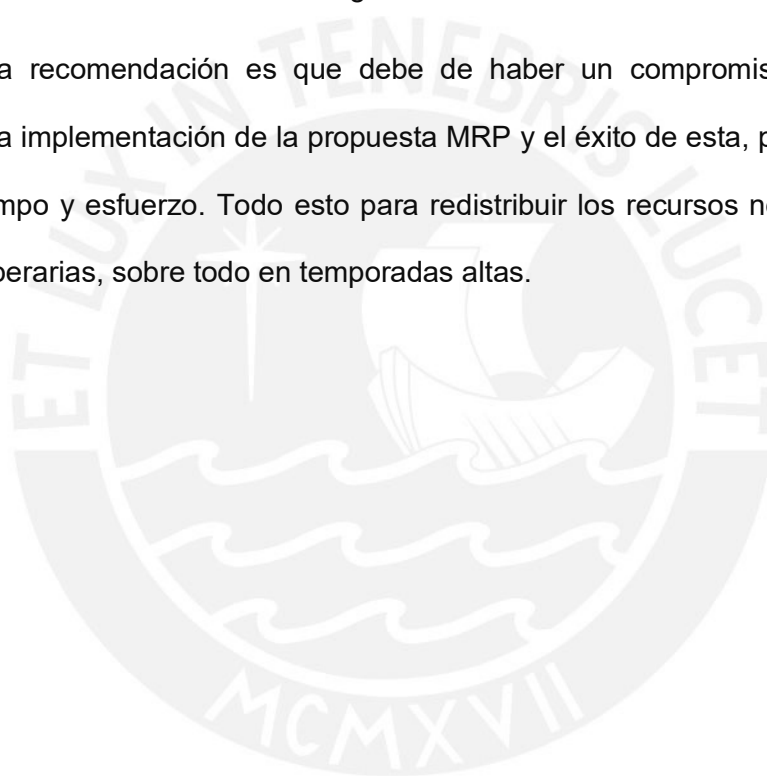 a recomendación es que debe de haber un compromis
a implementación de la propuesta MRP y el éxito de esta, p
mpo y esfuerzo. Todo esto para redistribuir los recursos n
perarias, sobre todo en temporadas altas.
ET LUX IN TENEBRIS LUCET
MCMXVII